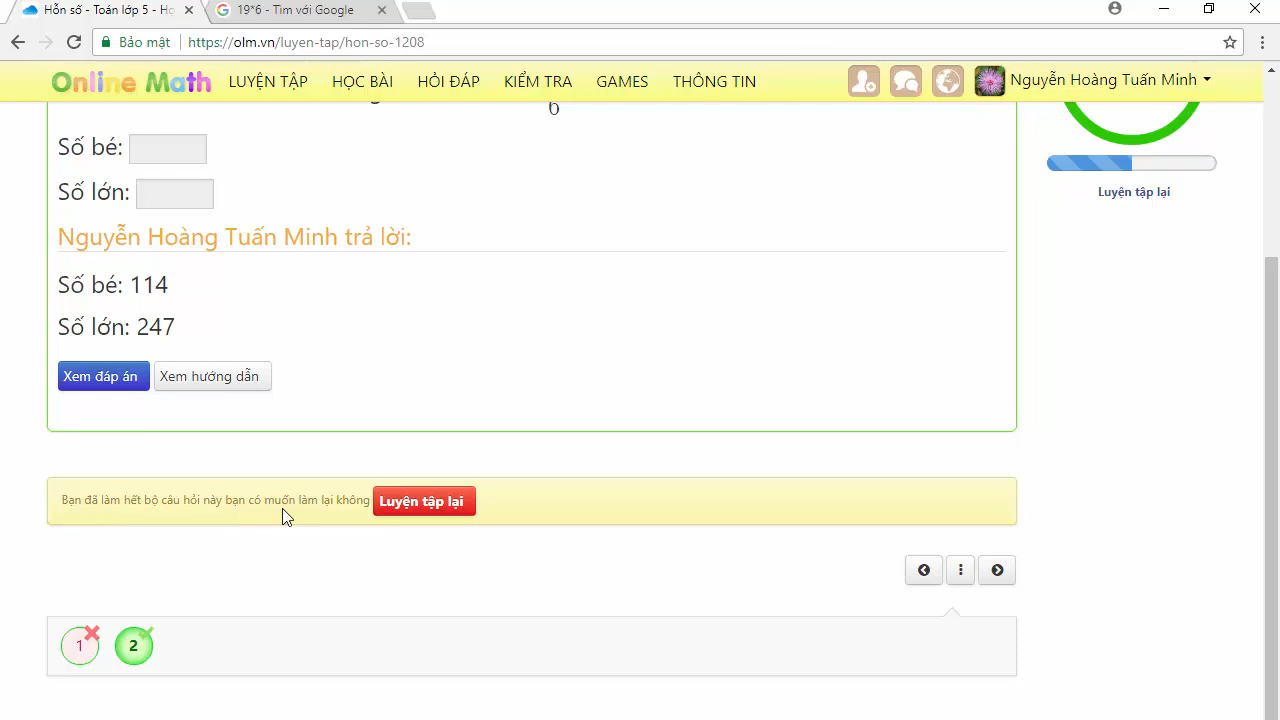 Hỗn số - Toán lớp 5 - Họ
19*6 - Tìm với Google
Bảo mật
https://olm.vn/luyen-tap/hon-so-1208
Online Math
LUYỆN TẬP
HỌC BÀI
HỎI ĐÁP
KIỂM TRA
GAMES
THÔNG TIN
Nguyễn Hoàng Tuấn Minh
6
Số bé:
Số lớn:
Luyện tập lại
Nguyễn Hoàng Tuấn Minh trả lời:
Số bé: 114
Số lớn: 247
Xem đáp án
Xem hướng dẫn
Bạn đã làm hết bộ câu hỏi này bạn có muốn làm lại không
Luyện tập lại
1
2